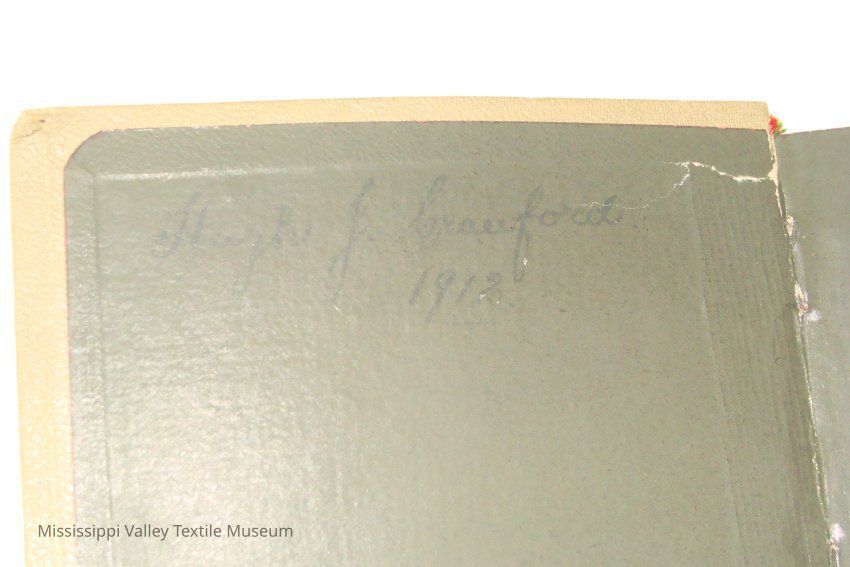 Hugh J. Crawford.
1912
Mississippi Valley Textile Museum